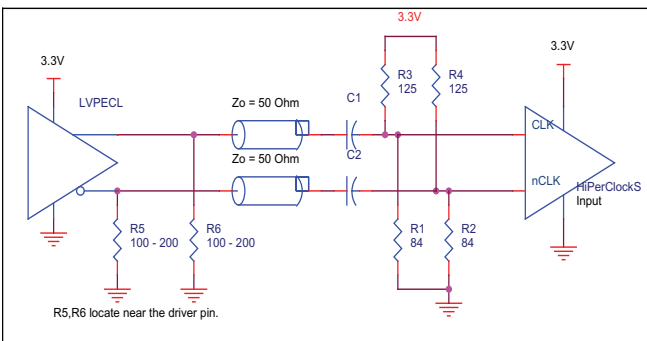 3.3V
3.3V
3.3V
LVPECL
R3
125
R4
125
Zo = 50 Ohm
C1
CLK
Zo = 50 Ohm
C2
nCLK
HiPerClockS
Input
R5
100 - 200
R6
100 - 200
R1
84
R2
84
R5,R6 locate near the driver pin.